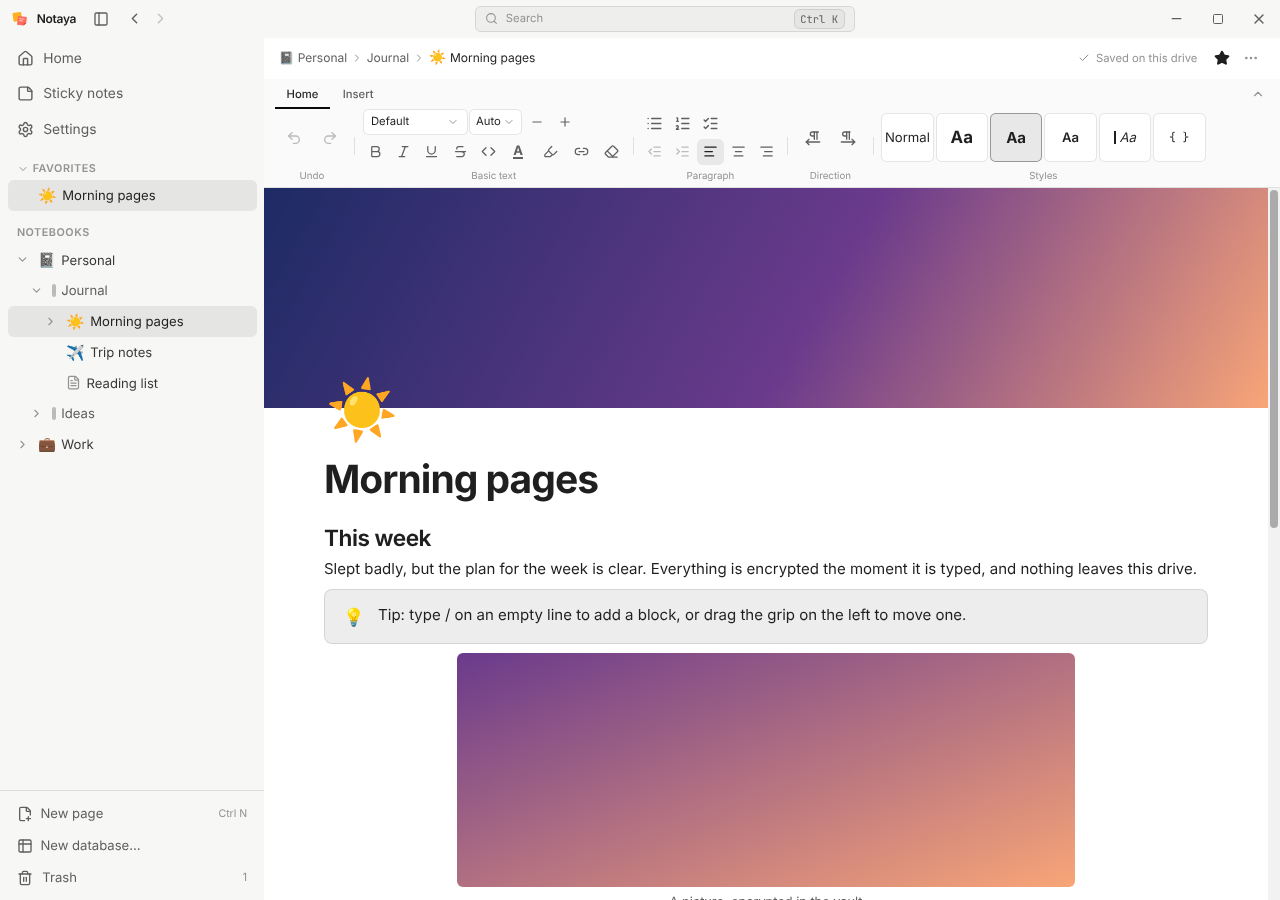 Notaya
Search
Ctrl K
Home
Sticky notes
Settings
FAVORITES
Morning pages
NOTEBOOKS
Personal
Journal
Morning pages
Trip notes
Reading list
Ideas
Work
New page
Ctrl N
New database...
Trash
1
Personal
Journal
Morning pages
Saved on this drive
Home
Insert
Default
Auto
Normal
Aa
Aa
Aa
Aa
{ }
Undo
Basic text
Paragraph
Direction
Styles
Morning pages
This week
Slept badly, but the plan for the week is clear. Everything is encrypted the moment it is typed, and nothing leaves this drive.
Tip: type / on an empty line to add a block, or drag the grip on the left to move one.
A picture, encrypted in the vault